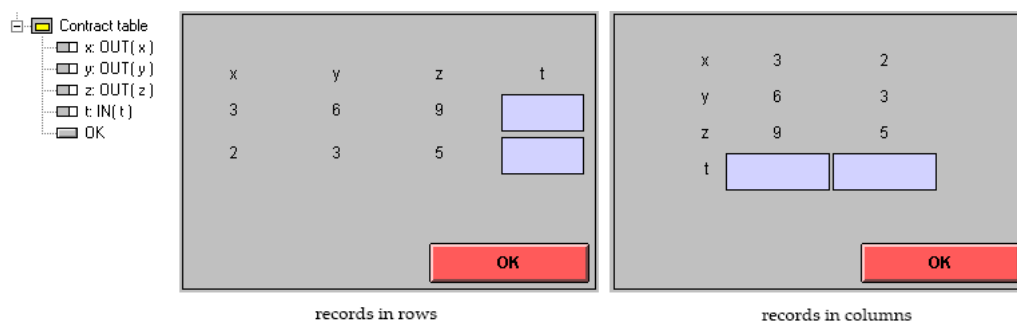 Contract table
x: OUT( x )
y: OUT( y )
z: OUT( z )
t: IN( t )
OK
x y z t
3 6 9
2 3 5
OK
records in rows
x 3 2
y 6 3
z 9 5
t
OK
records in columns